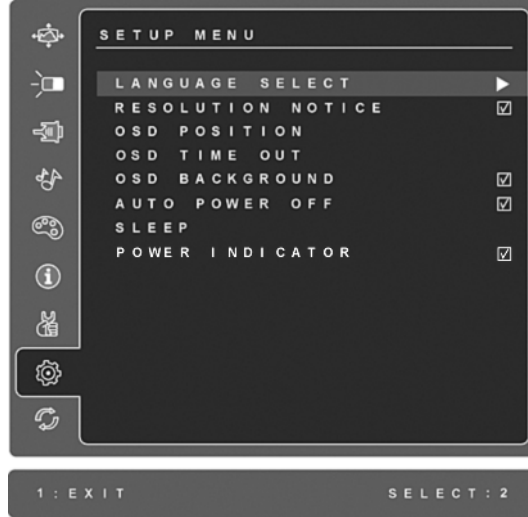 SETUP MENU
LANGUAGE SELECT
RESOLUTION NOTICE
OSD POSITION
OSD TIME OUT
OSD BACKGROUND
AUTO POWER OFF
SLEEP
POWER INDICATOR
1:EXIT SELECT:2